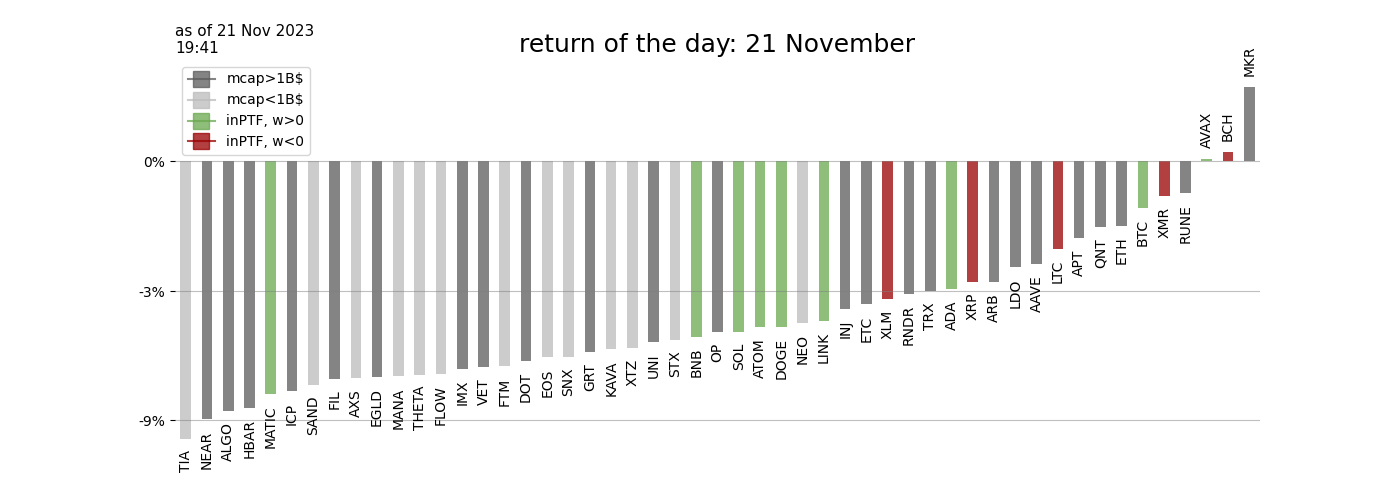 as of 21 Nov 2023
19:41
return of the day: 21 November
mcap>1B$
mcap<1B$
inPTF, w>0
inPTF, w<0
0%
-3%
-9%
TIA
NEAR
ALGO
HBAR
MATIC
ICP
SAND
FIL
AXS
EGLD
MANA
THETA
FLOW
IMX
VET
FTM
DOT
EOS
SNX
GRT
KAVA
XTZ
UNI
STX
BNB
OP
SOL
ATOM
DOGE
NEO
LINK
INJ
ETC
XLM
RNDR
TRX
ADA
XRP
ARB
LDO
AAVE
LTC
APT
QNT
ETH
BTC
XMR
RUNE
AVAX
BCH
MKR